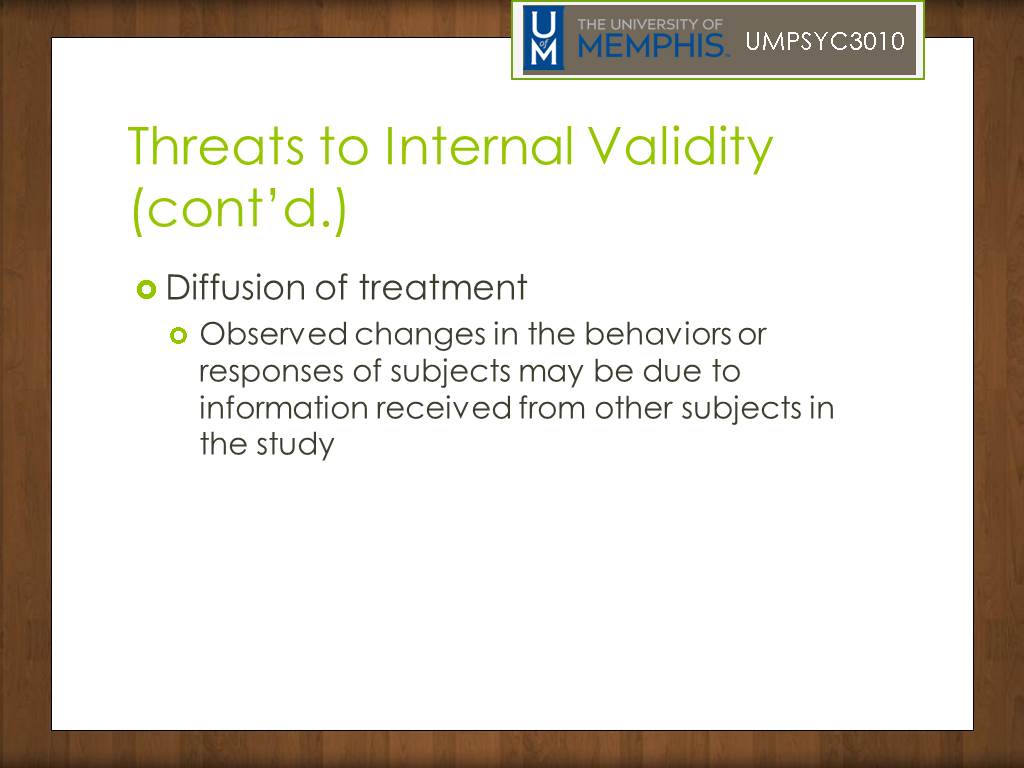 U
of
M
THE UNIVERSITY OF
MEMPHIS™
UMPSYC3010
Threats to Internal Validity
(cont’d.)
Diffusion of treatment
Observed changes in the behaviors or
responses of subjects may be due to
information received from other subjects in
the study